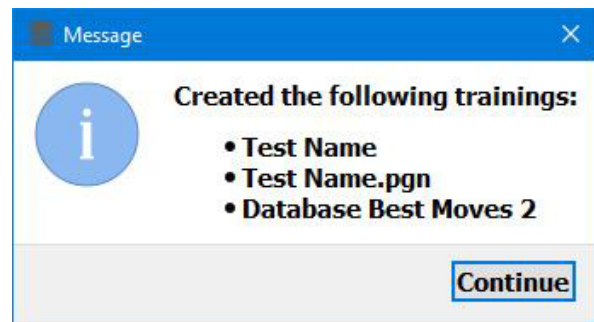 Message
Created the following trainings:
• Test Name
• Test Name.pgn
• Database Best Moves 2
Continue